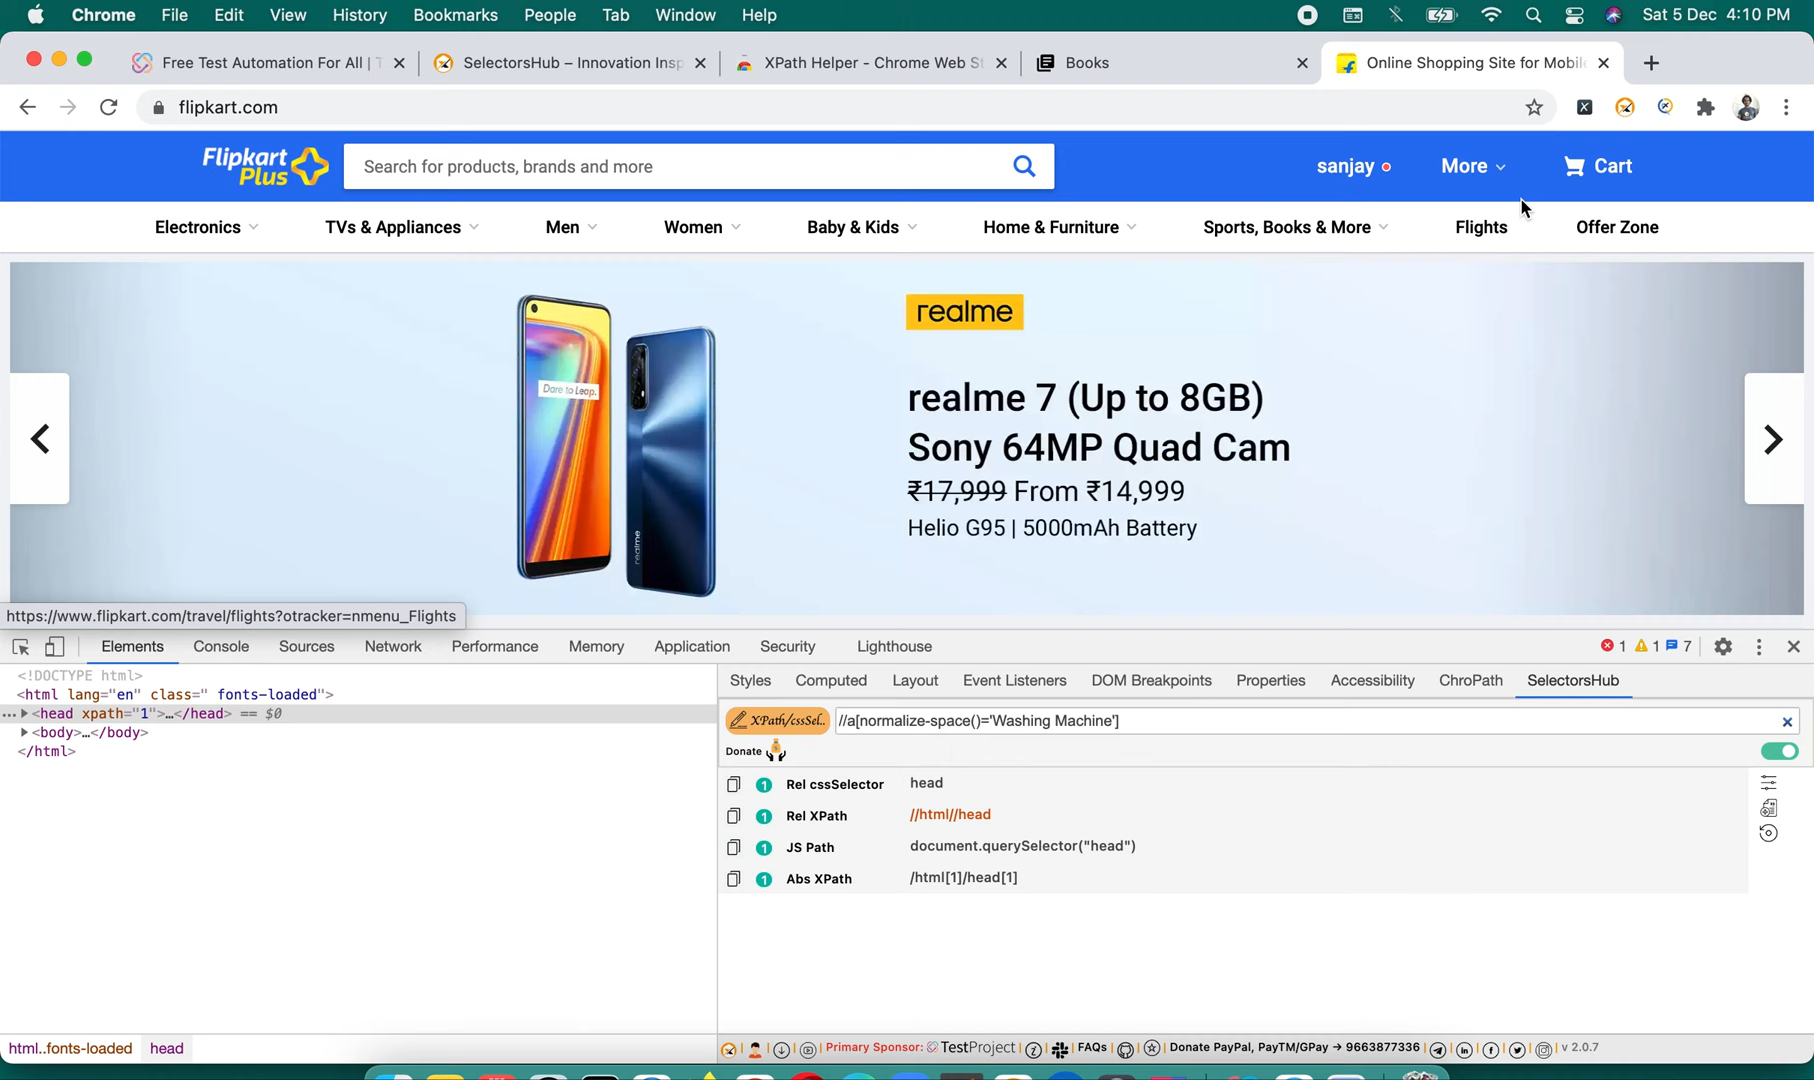 Chrome File Edit View History Bookmarks People Tab Window Help Sat 5 Dec 4:10 PM
Free Test Automation For All | T SelectorsHub – Innovation Insp XPath Helper - Chrome Web St Books Online Shopping Site for Mobile
flipkart.com
Flipkart Plus Search for products, brands and more sanjay More Cart
Electronics TVs & Appliances Men Women Baby & Kids Home & Furniture Sports, Books & More Flights Offer Zone
realme
Dare to Leap.
realme
realme 7 (Up to 8GB)
Sony 64MP Quad Cam
₹17,999 From ₹14,999
Helio G95 | 5000mAh Battery
https://www.flipkart.com/travel/flights?otracker=nmenu_Flights
Elements Console Sources Network Performance Memory Application Security Lighthouse 1 1 7
<!DOCTYPE html>
<html lang="en" class=" fonts-loaded">
…<head xpath="1">…</head> == $0
<body>…</body>
</html>
Styles Computed Layout Event Listeners DOM Breakpoints Properties Accessibility ChroPath SelectorsHub
XPath/cssSel.. //a[normalize-space()='Washing Machine']
Donate
1 Rel cssSelector head
1 Rel XPath //html//head
1 JS Path document.querySelector("head")
1 Abs XPath /html[1]/head[1]
html..fonts-loaded head
Primary Sponsor: TestProject | FAQs | Donate PayPal, PayTM/GPay → 9663877336 | v 2.0.7